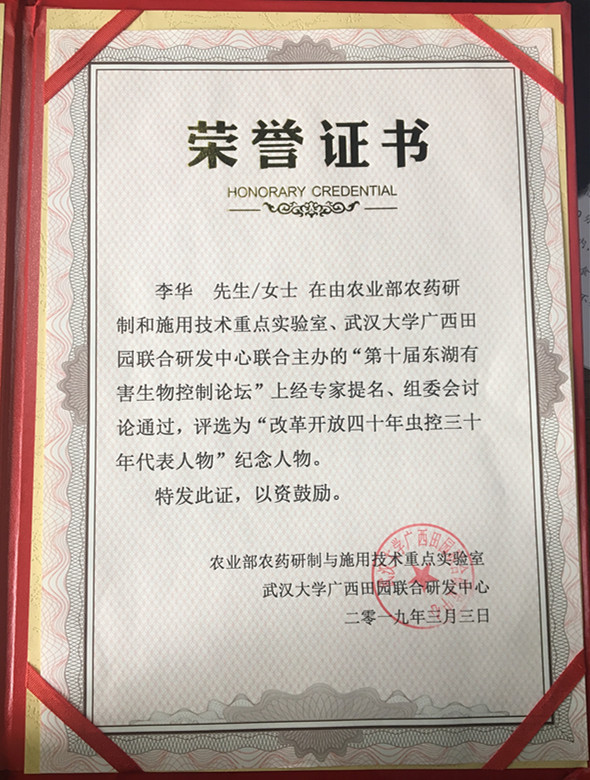 荣誉证书
HONORARY CREDENTIAL
李华 先生/女士 在由农业部农药研
制和施用技术重点实验室、武汉大学广西田
园联合研发中心联合主办的“第十届东湖有
害生物控制论坛”上经专家提名、组委会讨
论通过，评选为“改革开放四十年虫控三十
年代表人物”纪念人物。
特发此证，以资鼓励。
农业部农药研制与施用技术重点实验室
武汉大学广西田园联合研发中心
二零一九年三月三日